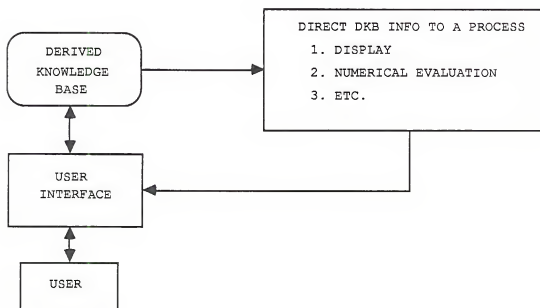 DERIVED
KNOWLEDGE
BASE
DIRECT DKB INFO TO A PROCESS
1. DISPLAY
2. NUMERICAL EVALUATION
3. ETC.
USER
INTERFACE
USER